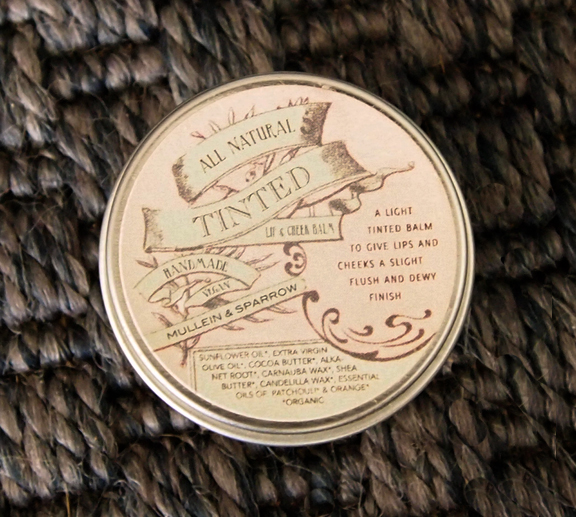 ALL NATURAL
TINTED
LIP & CHEEK BALM
HANDMADE
VEGAN
MULLEIN & SPARROW
A LIGHT
TINTED BALM
TO GIVE LIPS AND
CHEEKS A SLIGHT
FLUSH AND DEWY
FINISH
SUNFLOWER OIL*, EXTRA VIRGIN
OLIVE OIL*, COCOA BUTTER*, ALKA-
NET ROOT*, CARNAUBA WAX*, SHEA
BUTTER*, CANDELILLA WAX*, ESSENTIAL
OILS OF PATCHOULI* & ORANGE*
*ORGANIC